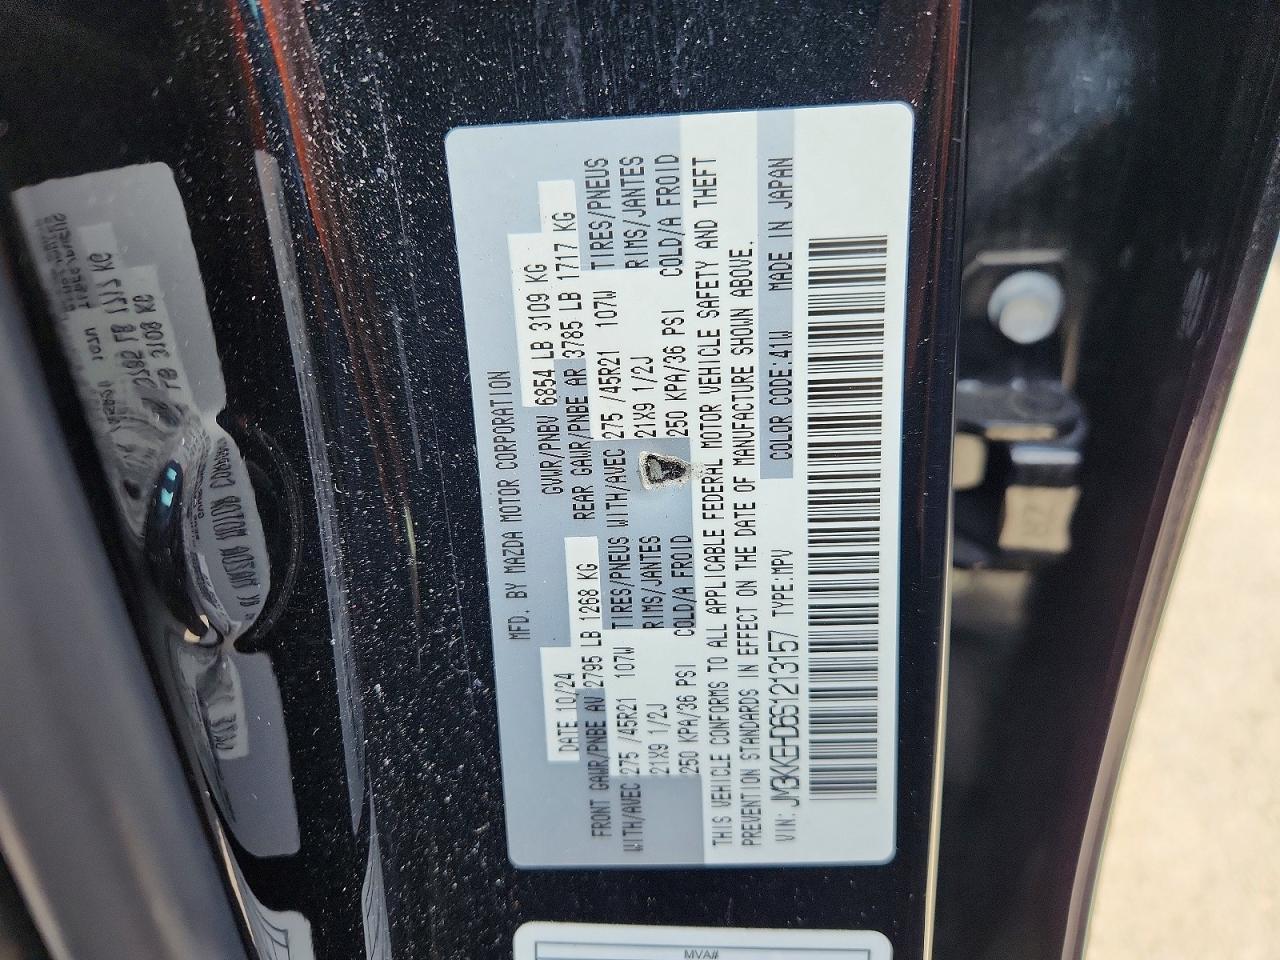 MFD. BY MAZDA MOTOR CORPORATION
DATE 10/24 GVWR/PNBV 6854 LB 3109 KG
FRONT GAWR/PNBE AV 2795 LB 1268 KG REAR GAWR/PNBE AR 3785 LB 1717 KG
WITH/AVEC 275 /45R21 107W TIRES/PNEUS WITH/AVEC 275 /45R21 107W TIRES/PNEUS
21X9 1/2J RIMS/JANTES 21X9 1/2J RIMS/JANTES
250 KPA/36 PSI COLD/A FROID 250 KPA/36 PSI COLD/A FROID
THIS VEHICLE CONFORMS TO ALL APPLICABLE FEDERAL MOTOR VEHICLE SAFETY AND THEFT
PREVENTION STANDARDS IN EFFECT ON THE DATE OF MANUFACTURE SHOWN ABOVE.
VIN: JM3KKEHD6S1213157 TYPE:MPV COLOR CODE:41W MADE IN JAPAN
MVA#